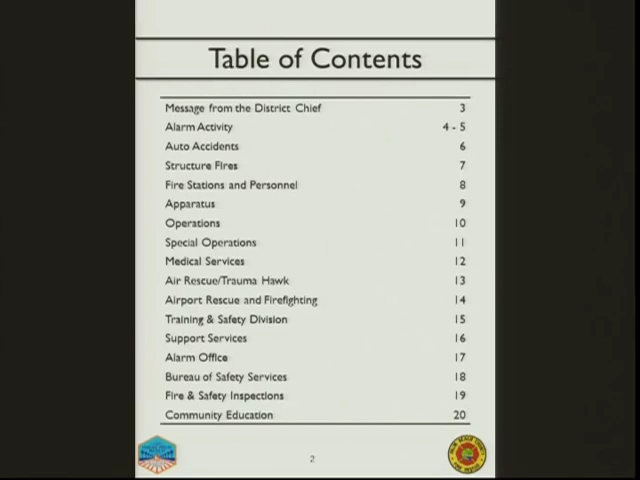 Table of Contents
Message from the District Chief 3
Alarm Activity 4 - 5
Auto Accidents 6
Structure Fires 7
Fire Stations and Personnel 8
Apparatus 9
Operations 10
Special Operations 11
Medical Services 12
Air Rescue/Trauma Hawk 13
Airport Rescue and Firefighting 14
Training & Safety Division 15
Support Services 16
Alarm Office 17
Bureau of Safety Services 18
Fire & Safety Inspections 19
Community Education 20
2